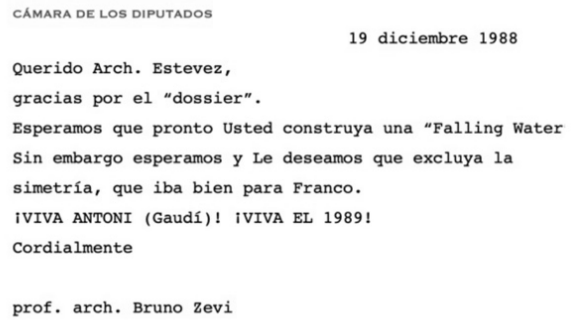 CÁMARA DE LOS DIPUTADOS
19 diciembre 1988
Querido Arch. Estevez,
gracias por el “dossier”.
Esperamos que pronto Usted construya una “Falling Water
Sin embargo esperamos y Le deseamos que excluya la
simetría, que iba bien para Franco.
¡VIVA ANTONI (Gaudí)! ¡VIVA EL 1989!
Cordialmente
prof. arch. Bruno Zevi